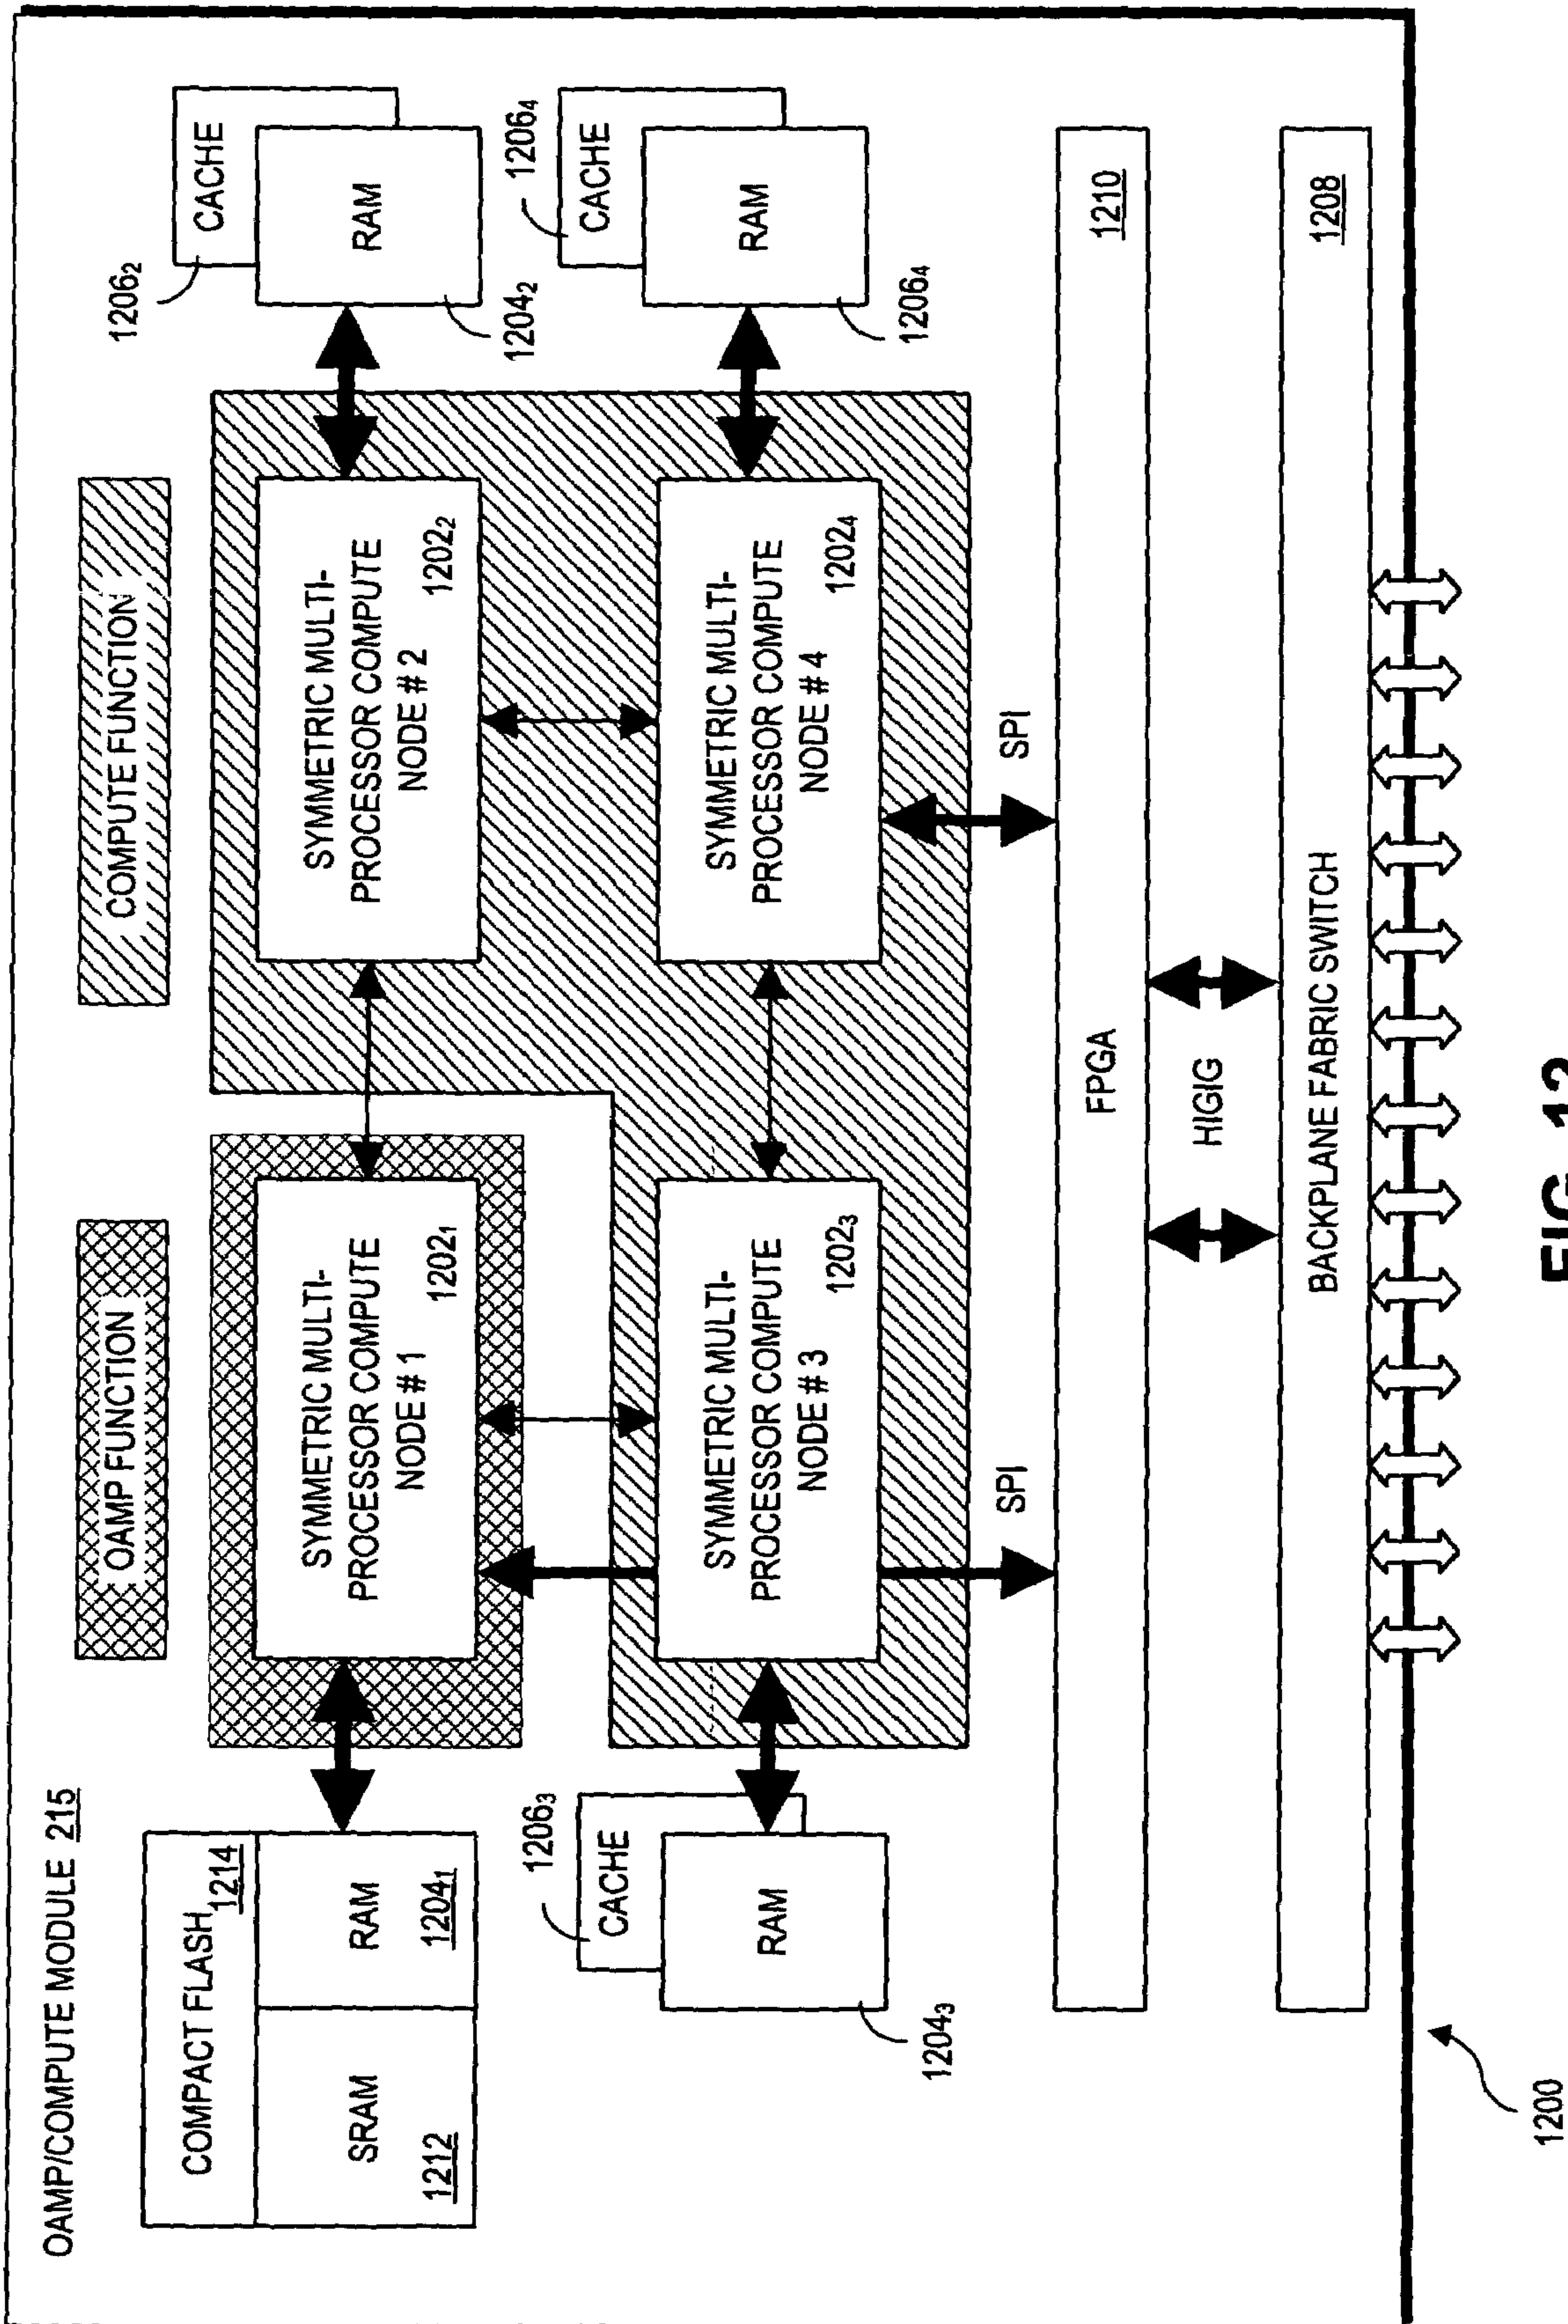 OAMP/COMPUTE MODULE 215
OAMP FUNCTION
COMPUTE FUNCTION
COMPACT FLASH
1214
SRAM
1212
RAM
1204₁
SYMMETRIC MULTI-
PROCESSOR COMPUTE
NODE # 1
1202₁
SYMMETRIC MULTI-
PROCESSOR COMPUTE
NODE # 2
1202₂
1206₂
CACHE
RAM
1204₂
1206₃
CACHE
RAM
1204₃
SYMMETRIC MULTI-
PROCESSOR COMPUTE
NODE # 3
1202₃
SYMMETRIC MULTI-
PROCESSOR COMPUTE
NODE # 4
1202₄
1206₄
CACHE
RAM
1206₄
SPI
SPI
FPGA
1210
HIGIG
BACKPLANE FABRIC SWITCH
1208
1200